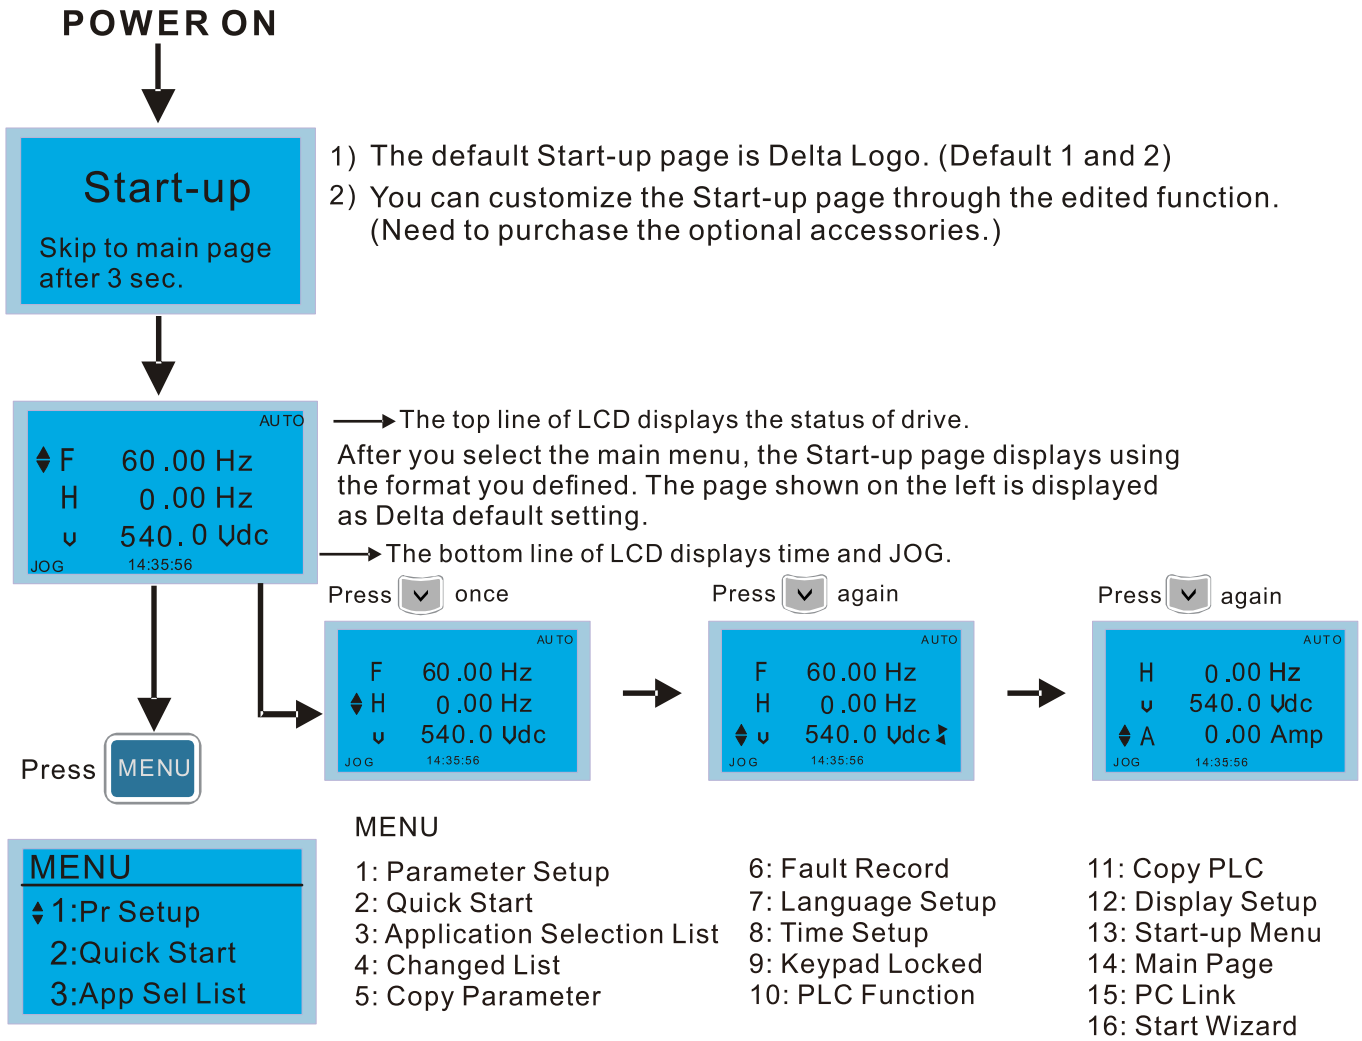 POWER ON
Start-up
Skip to main page
after 3 sec.
1) The default Start-up page is Delta Logo. (Default 1 and 2)
2) You can customize the Start-up page through the edited function.
(Need to purchase the optional accessories.)
AUTO
F 60.00 Hz
H 0.00 Hz
υ 540.0 Vdc
JOG 14:35:56
The top line of LCD displays the status of drive.
After you select the main menu, the Start-up page displays using
the format you defined. The page shown on the left is displayed
as Delta default setting.
The bottom line of LCD displays time and JOG.
Press once
AUTO
F 60.00 Hz
H 0.00 Hz
υ 540.0 Vdc
JOG 14:35:56
Press again
AUTO
F 60.00 Hz
H 0.00 Hz
υ 540.0 Vdc
JOG 14:35:56
Press again
AUTO
H 0.00 Hz
υ 540.0 Vdc
A 0.00 Amp
JOG 14:35:56
Press MENU
MENU
1:Pr Setup
2:Quick Start
3:App Sel List
MENU
1: Parameter Setup
2: Quick Start
3: Application Selection List
4: Changed List
5: Copy Parameter
6: Fault Record
7: Language Setup
8: Time Setup
9: Keypad Locked
10: PLC Function
11: Copy PLC
12: Display Setup
13: Start-up Menu
14: Main Page
15: PC Link
16: Start Wizard